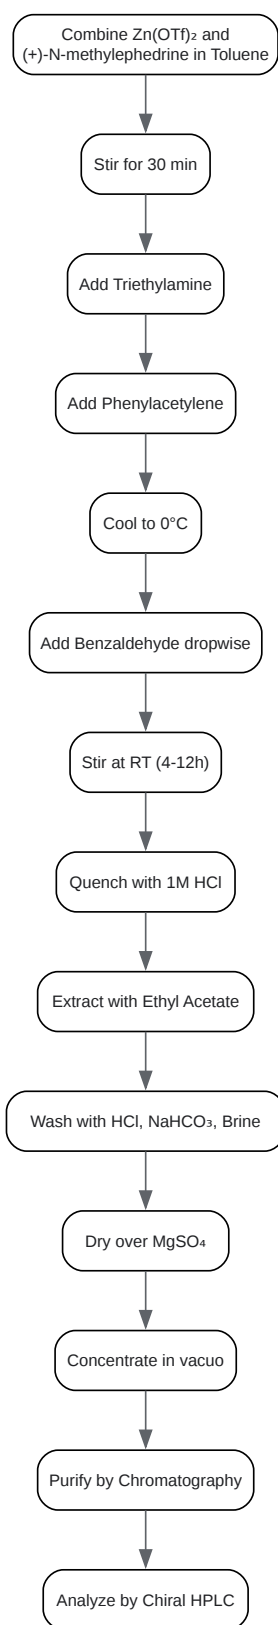 Combine Zn(OTf)₂ and
(+)-N-methylephedrine in Toluene
Stir for 30 min
Add Triethylamine
Add Phenylacetylene
Cool to 0°C
Add Benzaldehyde dropwise
Stir at RT (4-12h)
Quench with 1M HCl
Extract with Ethyl Acetate
Wash with HCl, NaHCO₃, Brine
Dry over MgSO₄
Concentrate in vacuo
Purify by Chromatography
Analyze by Chiral HPLC